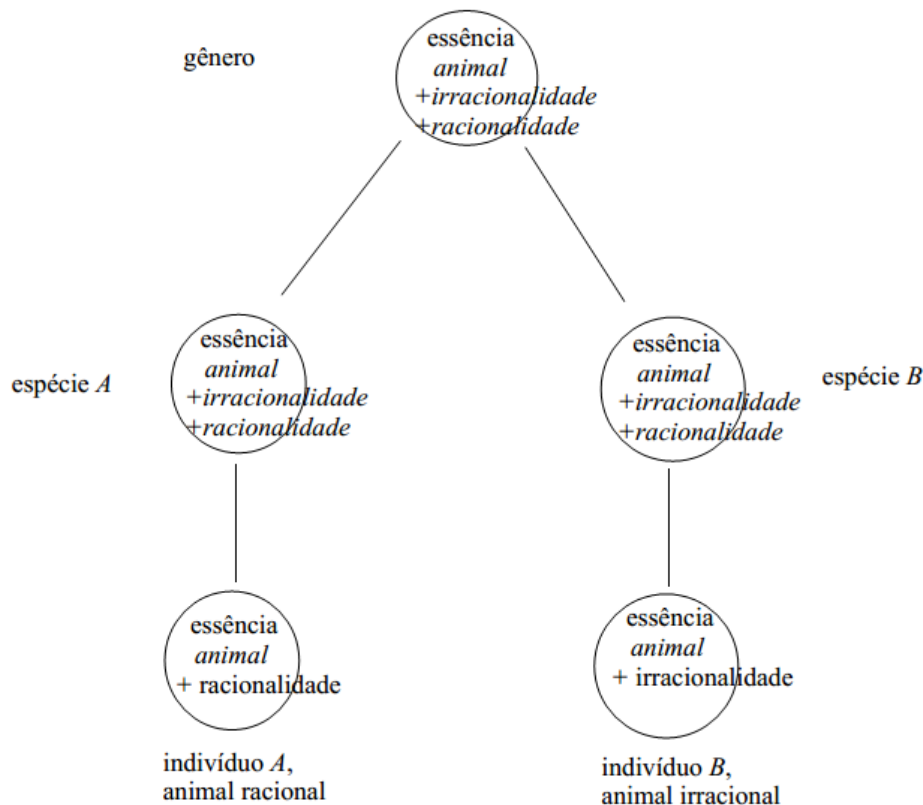 gênero
essência
animal
+irracionalidade
+racionalidade
espécie A
essência
animal
+irracionalidade
+racionalidade
essência
animal
+irracionalidade
+racionalidade
espécie B
essência
animal
+ racionalidade
essência
animal
+ irracionalidade
indivíduo A,
animal racional
indivíduo B,
animal irracional